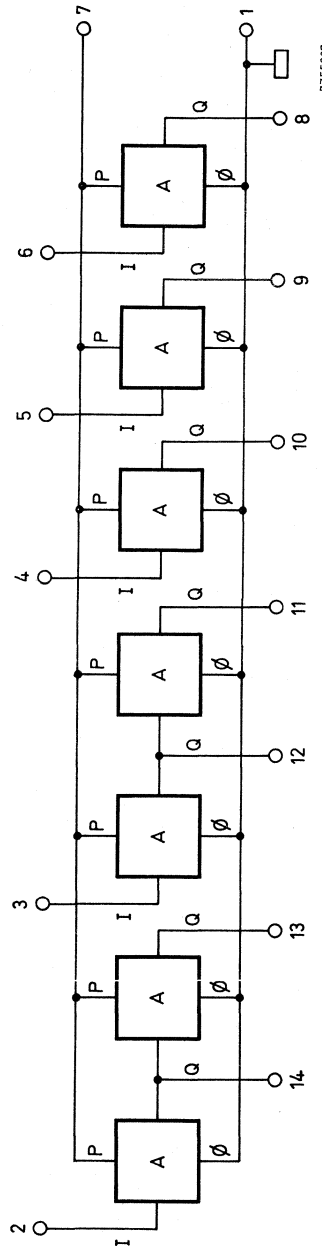 2 3 4 5 6 7
I I I I I
P P P P P P P
A A A A A A A
Q Q Q Q Q Q Q
Ø Ø Ø Ø Ø Ø Ø
14 13 12 11 10 9 8 1